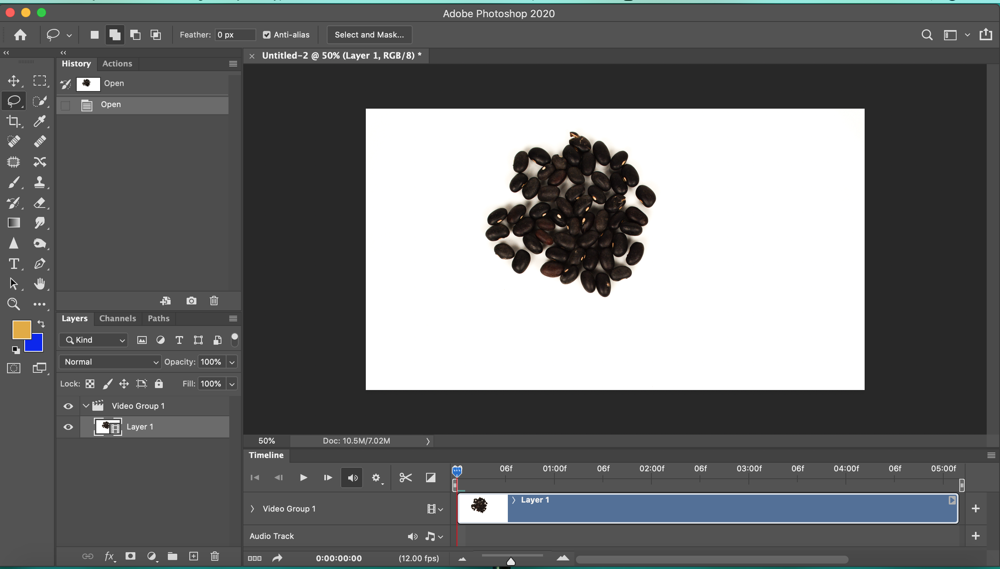 Adobe Photoshop 2020
Feather: 0 px Anti-alias Select and Mask...
History Actions
Untitled-2 @ 50% (Layer 1, RGB/8) *
Open
Open
Layers Channels Paths
Kind
Normal Opacity: 100%
Lock: Fill: 100%
Video Group 1
Layer 1
50% Doc: 10.5M/7.02M
Timeline
06f 01:00f 06f 02:00f 06f 03:00f 06f 04:00f 06f 05:00f
Video Group 1 Layer 1
Audio Track
0:00:00:00 (12.00 fps)